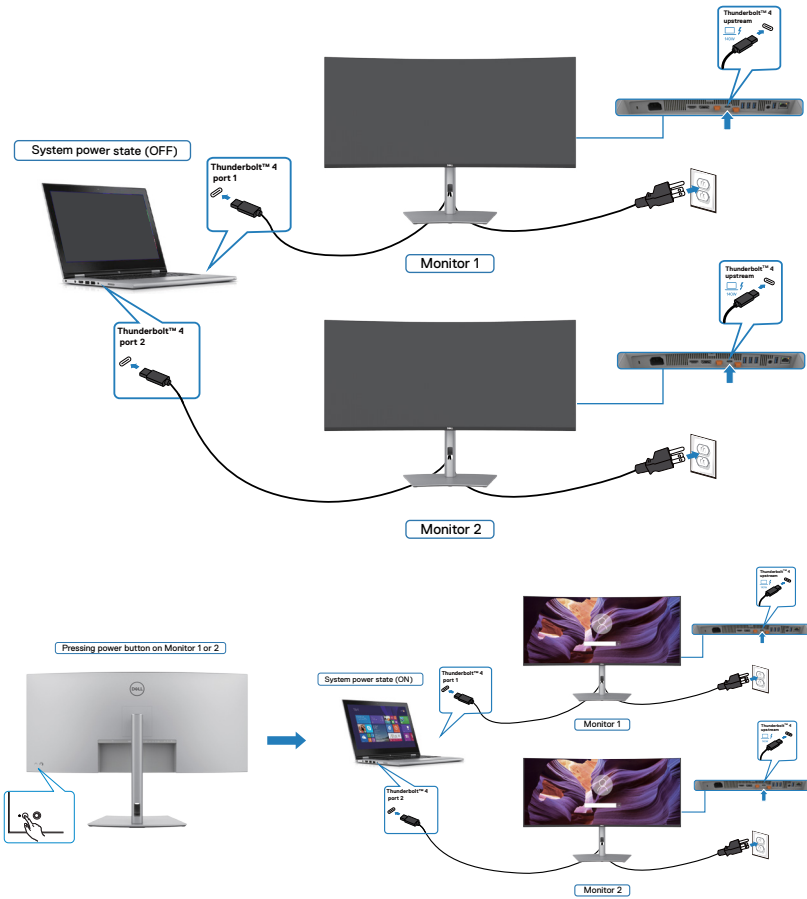 Thunderbolt™ 4
upstream
140W
System power state (OFF)
Thunderbolt™ 4
port 1
Monitor 1
Thunderbolt™ 4
upstream
140W
Thunderbolt™ 4
port 2
Monitor 2
Pressing power button on Monitor 1 or 2
DELL
System power state (ON)
Thunderbolt™ 4
port 1
Thunderbolt™ 4
upstream
Monitor 1
Thunderbolt™ 4
port 2
Thunderbolt™ 4
upstream
Monitor 2